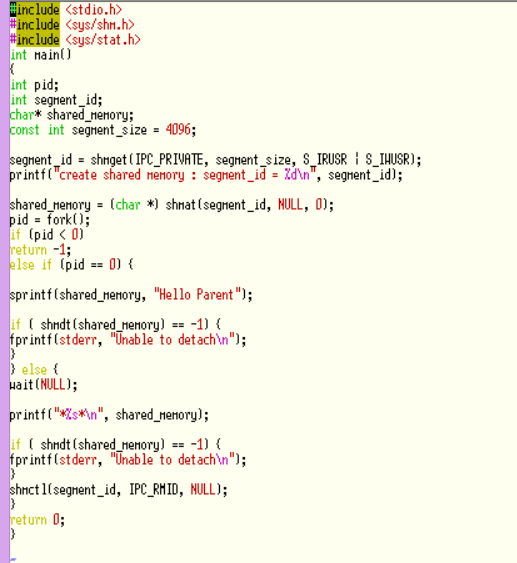 #include <stdio.h>
#include <sys/shm.h>
#include <sys/stat.h>
int main()
{
int pid;
int segment_id;
char* shared_memory;
const int segment_size = 4096;
segment_id = shmget(IPC_PRIVATE, segment_size, S_IRUSR | S_IWUSR);
printf("create shared memory : segment_id = %d\n", segment_id);
shared_memory = (char *) shmat(segment_id, NULL, 0);
pid = fork();
if (pid < 0)
return -1;
else if (pid == 0) {
sprintf(shared_memory, "Hello Parent");
if ( shmdt(shared_memory) == -1) {
fprintf(stderr, "Unable to detach\n");
}
} else {
wait(NULL);
printf("*%s*\n", shared_memory);
if ( shmdt(shared_memory) == -1) {
fprintf(stderr, "Unable to detach\n");
}
shmctl(segment_id, IPC_RMID, NULL);
}
return 0;
}
~